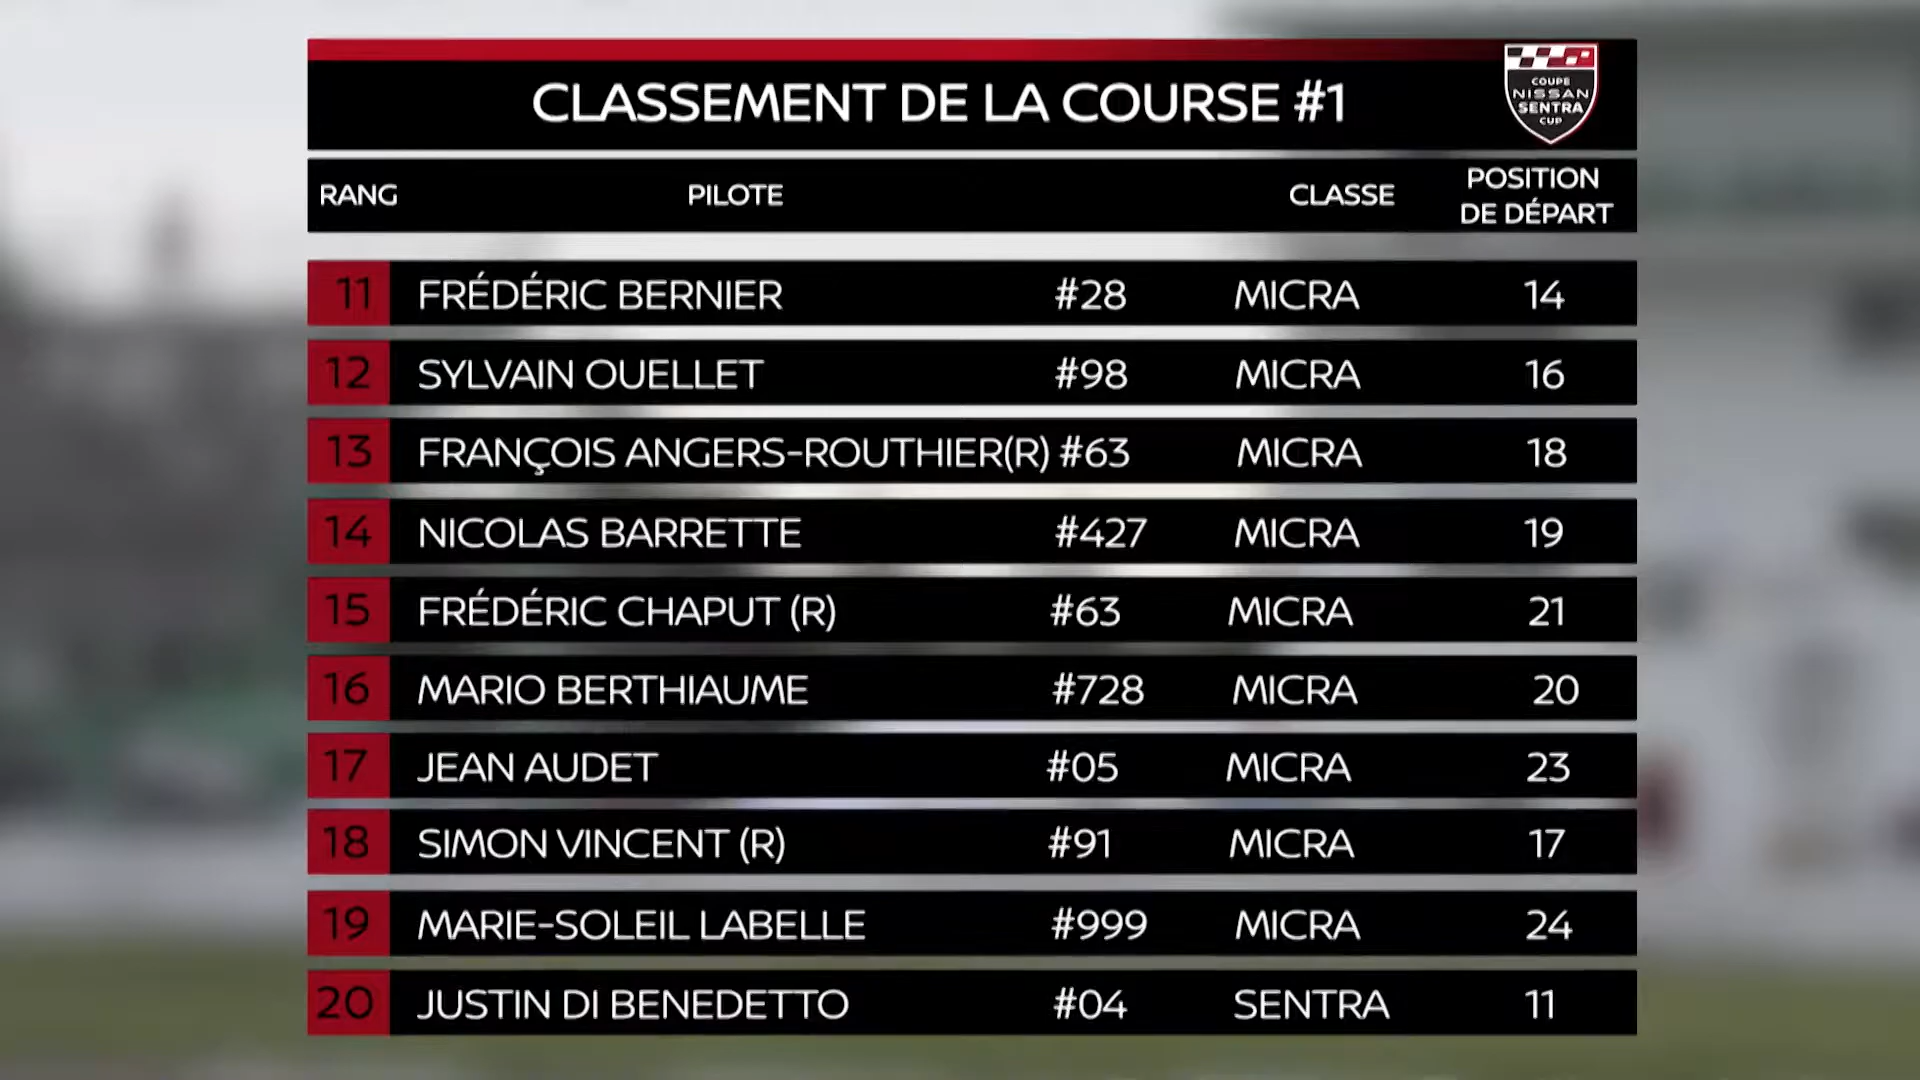 CLASSEMENT DE LA COURSE #1
COUPE
NISSAN
SENTRA
CUP
RANG PILOTE CLASSE POSITION DE DÉPART
11 FRÉDÉRIC BERNIER #28 MICRA 14
12 SYLVAIN OUELLET #98 MICRA 16
13 FRANÇOIS ANGERS-ROUTHIER(R) #63 MICRA 18
14 NICOLAS BARRETTE #427 MICRA 19
15 FRÉDÉRIC CHAPUT (R) #63 MICRA 21
16 MARIO BERTHIAUME #728 MICRA 20
17 JEAN AUDET #05 MICRA 23
18 SIMON VINCENT (R) #91 MICRA 17
19 MARIE-SOLEIL LABELLE #999 MICRA 24
20 JUSTIN DI BENEDETTO #04 SENTRA 11